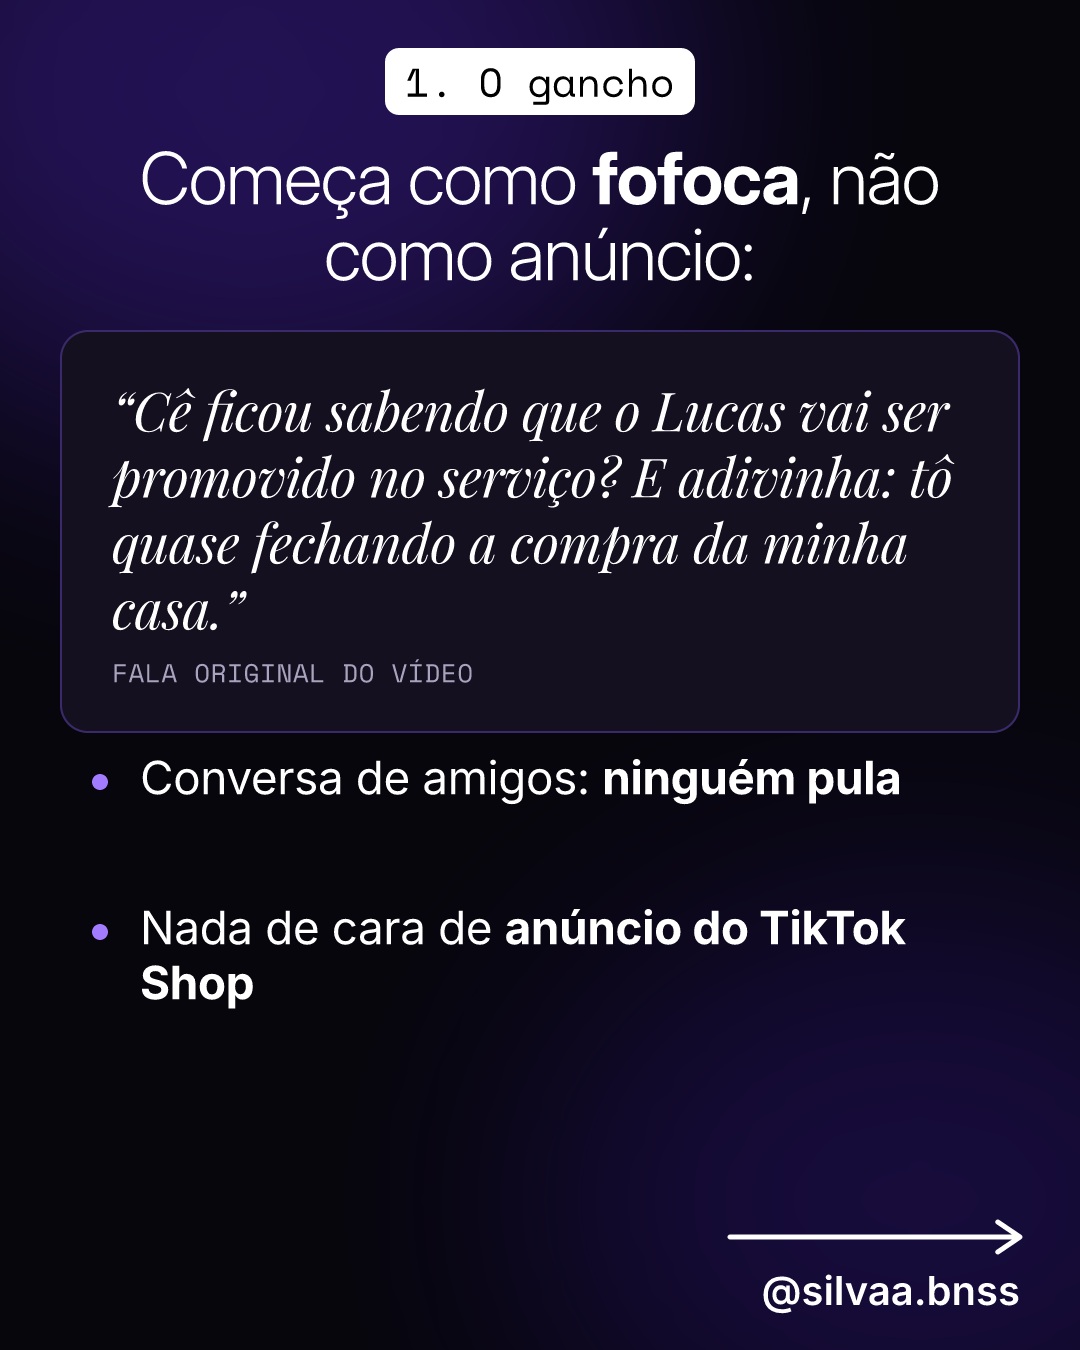 1. O gancho
Começa como fofoca, não
como anúncio:
“Cê ficou sabendo que o Lucas vai ser
promovido no serviço? E adivinha: tô
quase fechando a compra da minha
casa.”
FALA ORIGINAL DO VÍDEO
• Conversa de amigos: ninguém pula
• Nada de cara de anúncio do TikTok
Shop
@silvaa.bnss